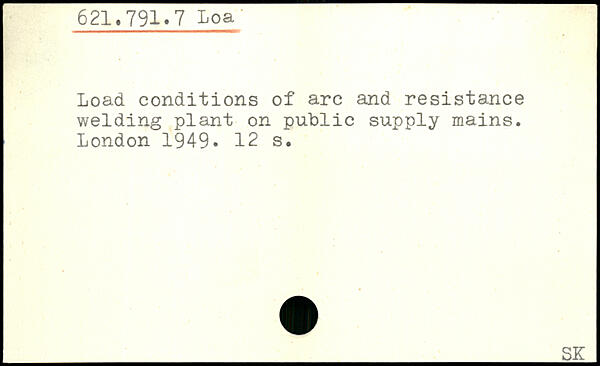 621.791.7 Loa
Load conditions of arc and resistance
welding plant on public supply mains.
London 1949. 12 s.
SK